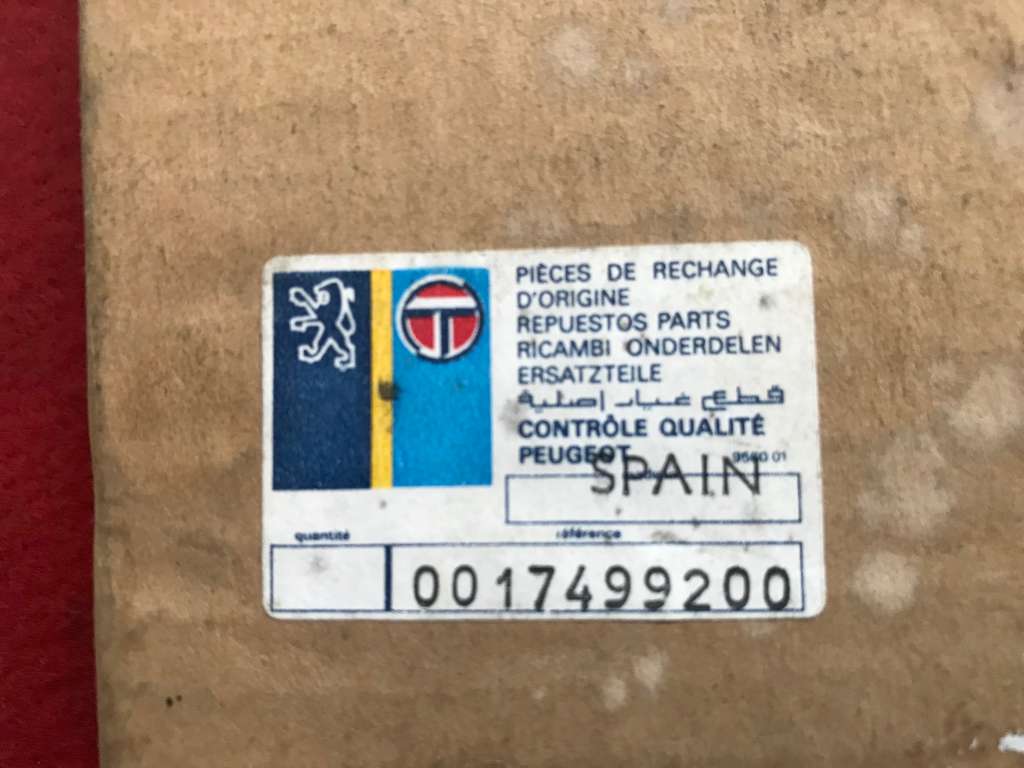 PIÈCES DE RECHANGE
D'ORIGINE
REPUESTOS PARTS
RICAMBI ONDERDELEN
ERSATZTEILE
قطع غيار اصلية
CONTRÔLE QUALITÉ
PEUGEOT
SPAIN
quantité référence
0017499200